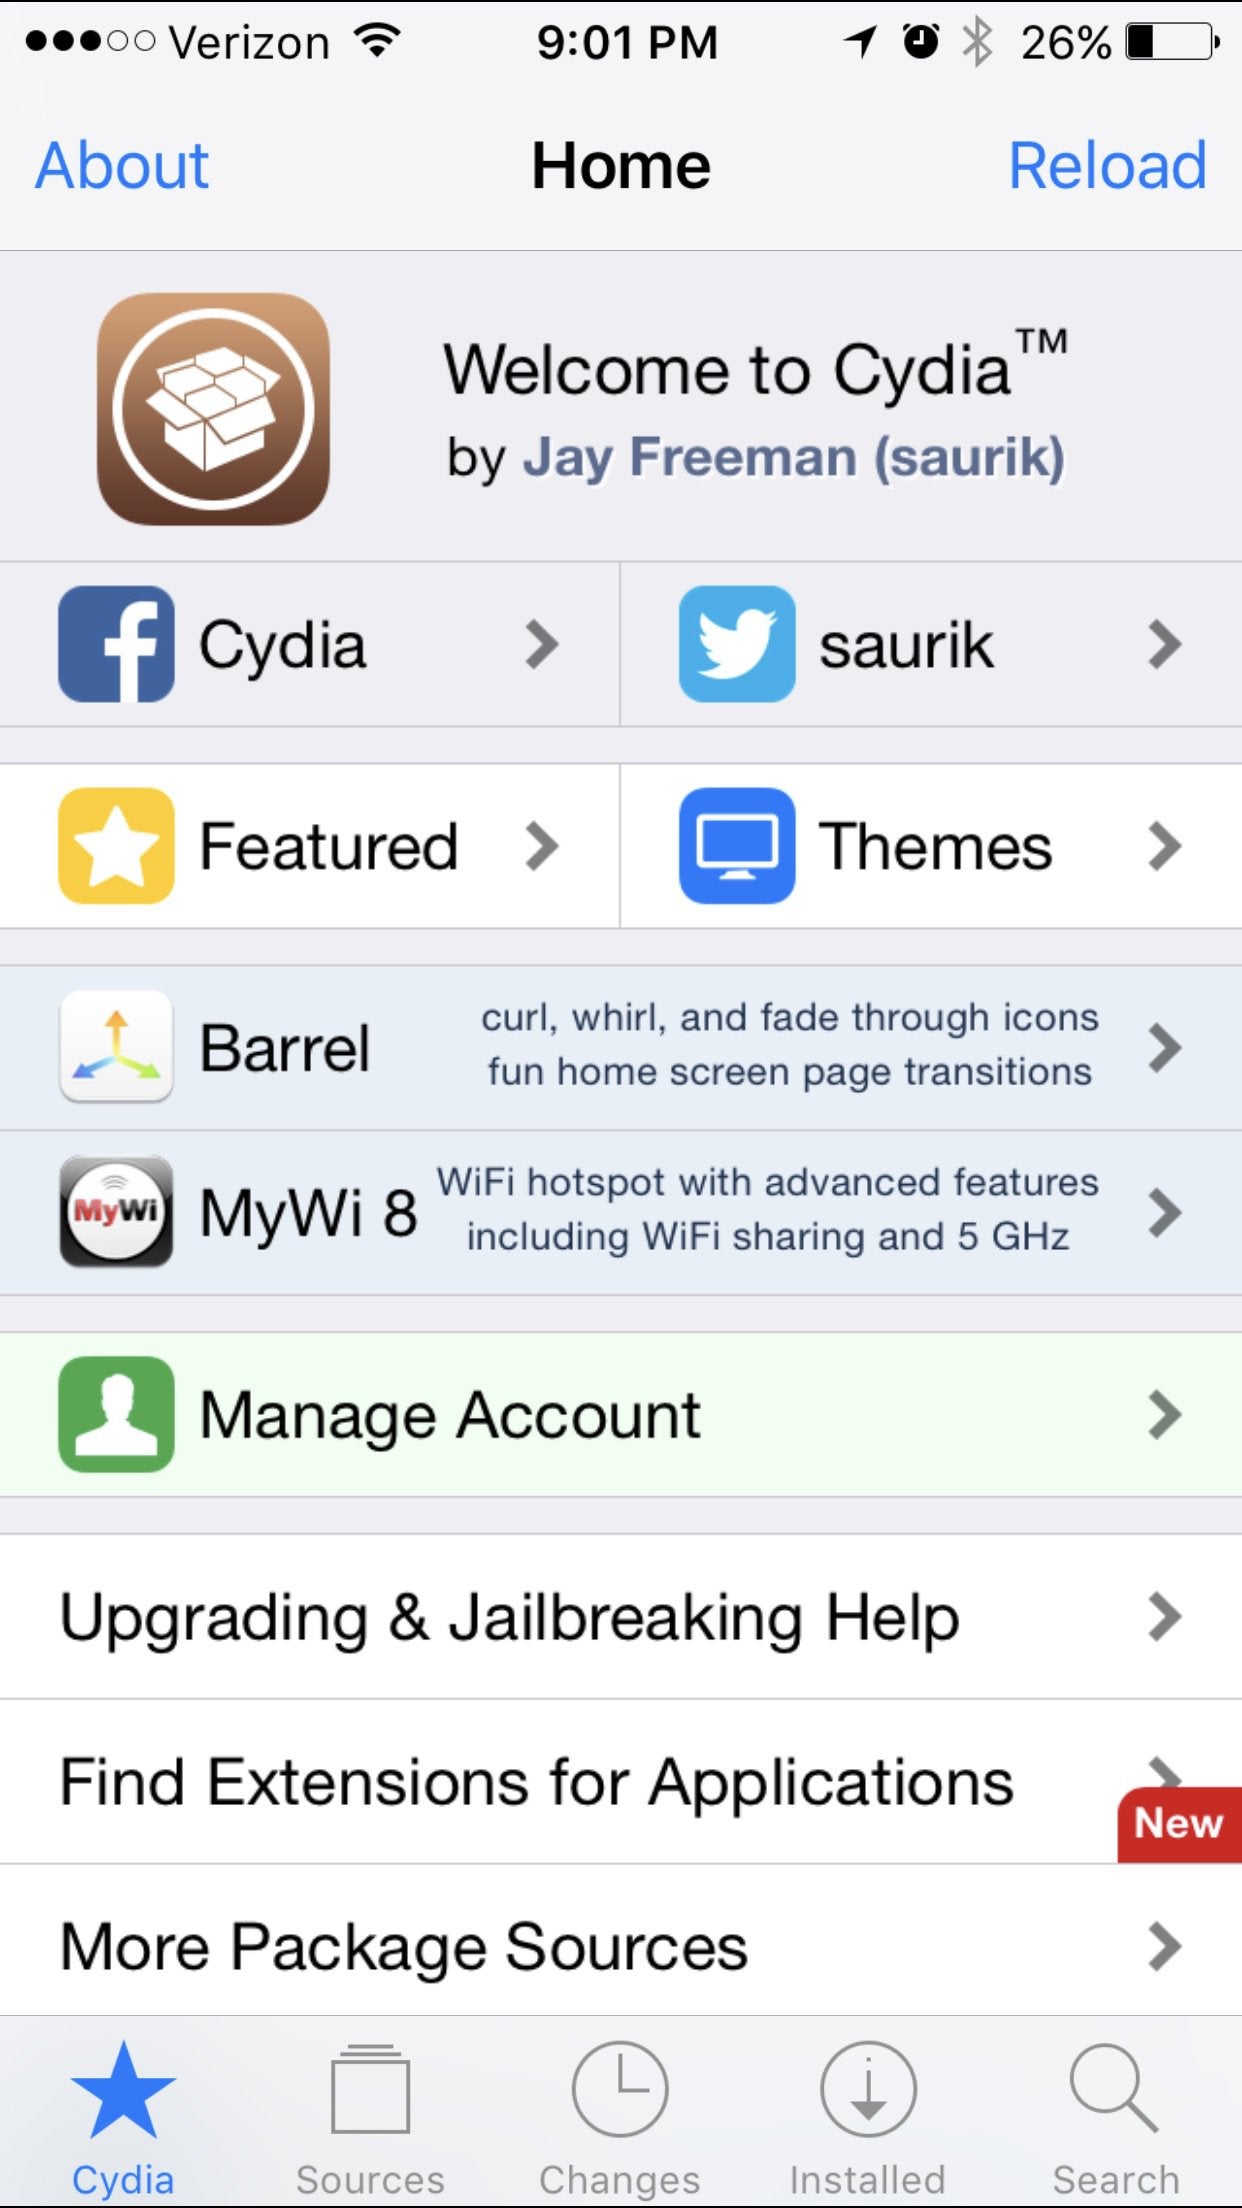 Verizon 9:01 PM 26%
About Home Reload
Welcome to Cydia™
by Jay Freeman (saurik)
Cydia saurik
Featured Themes
Barrel curl, whirl, and fade through icons
fun home screen page transitions
MyWi
MyWi 8 WiFi hotspot with advanced features
including WiFi sharing and 5 GHz
Manage Account
Upgrading & Jailbreaking Help
Find Extensions for Applications
New
More Package Sources
Cydia Sources Changes Installed Search